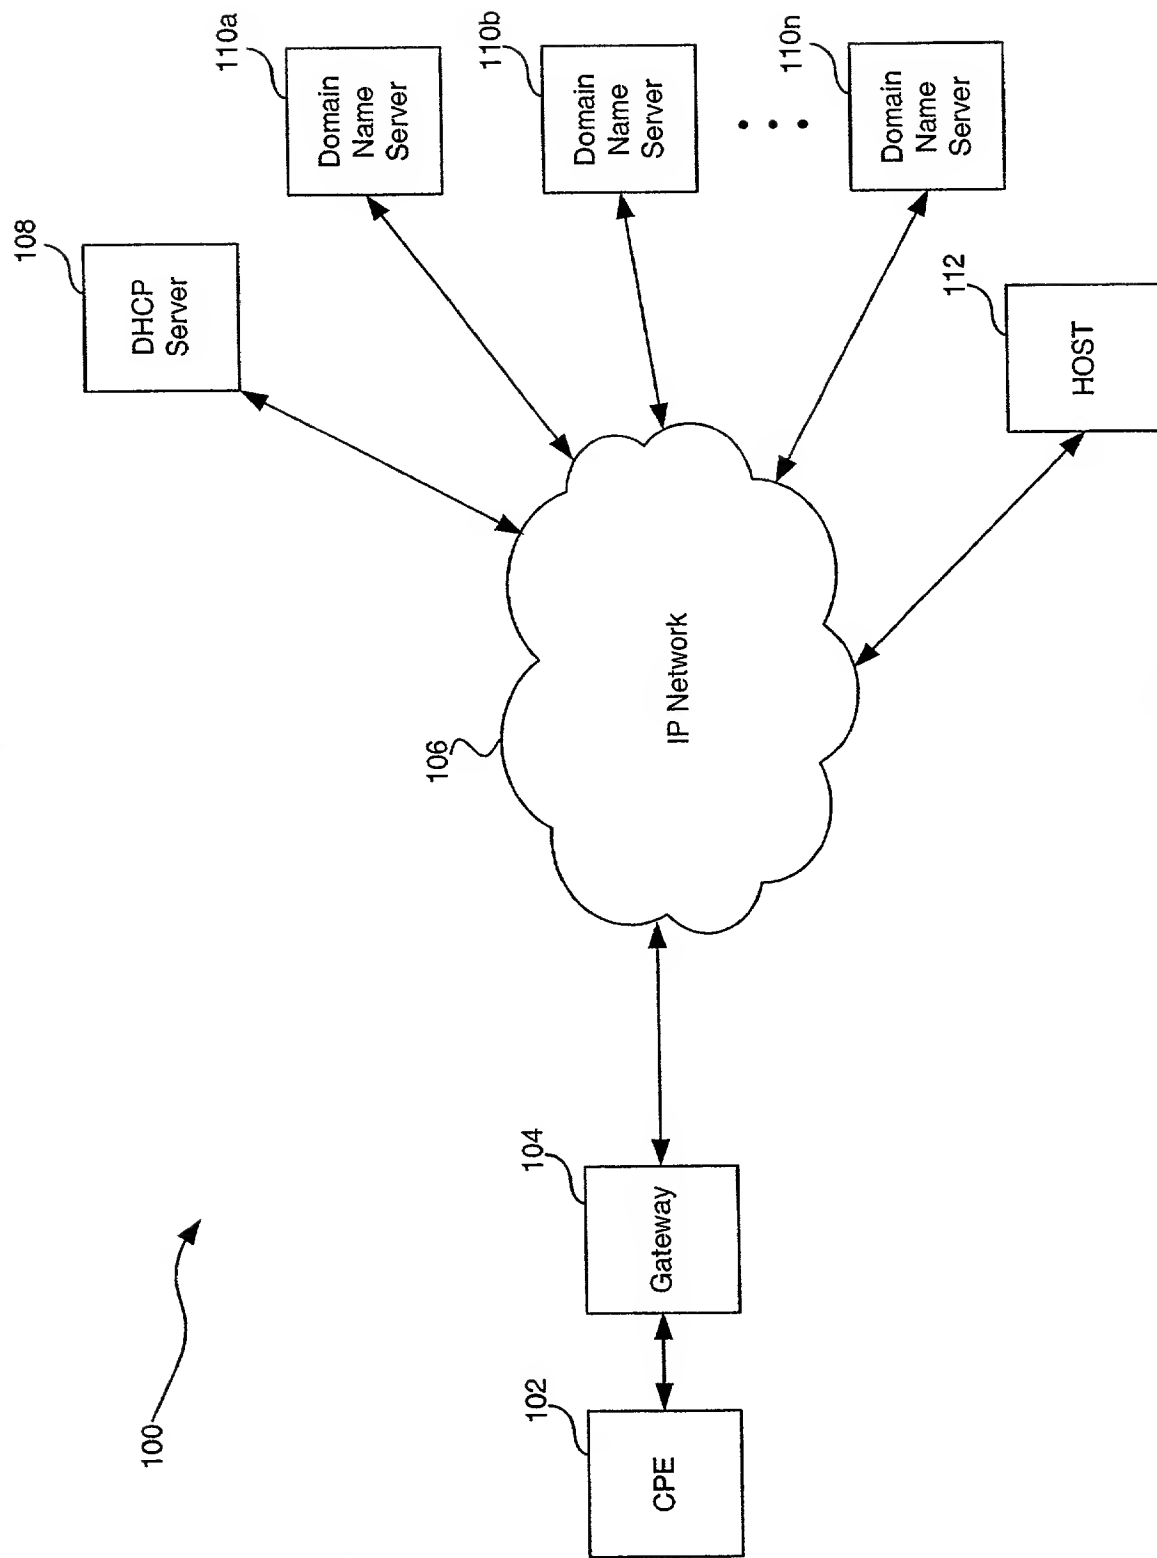 100
102
CPE
104
Gateway
106
IP Network
108
DHCP
Server
110a
Domain
Name
Server
110b
Domain
Name
Server
110n
Domain
Name
Server
112
HOST